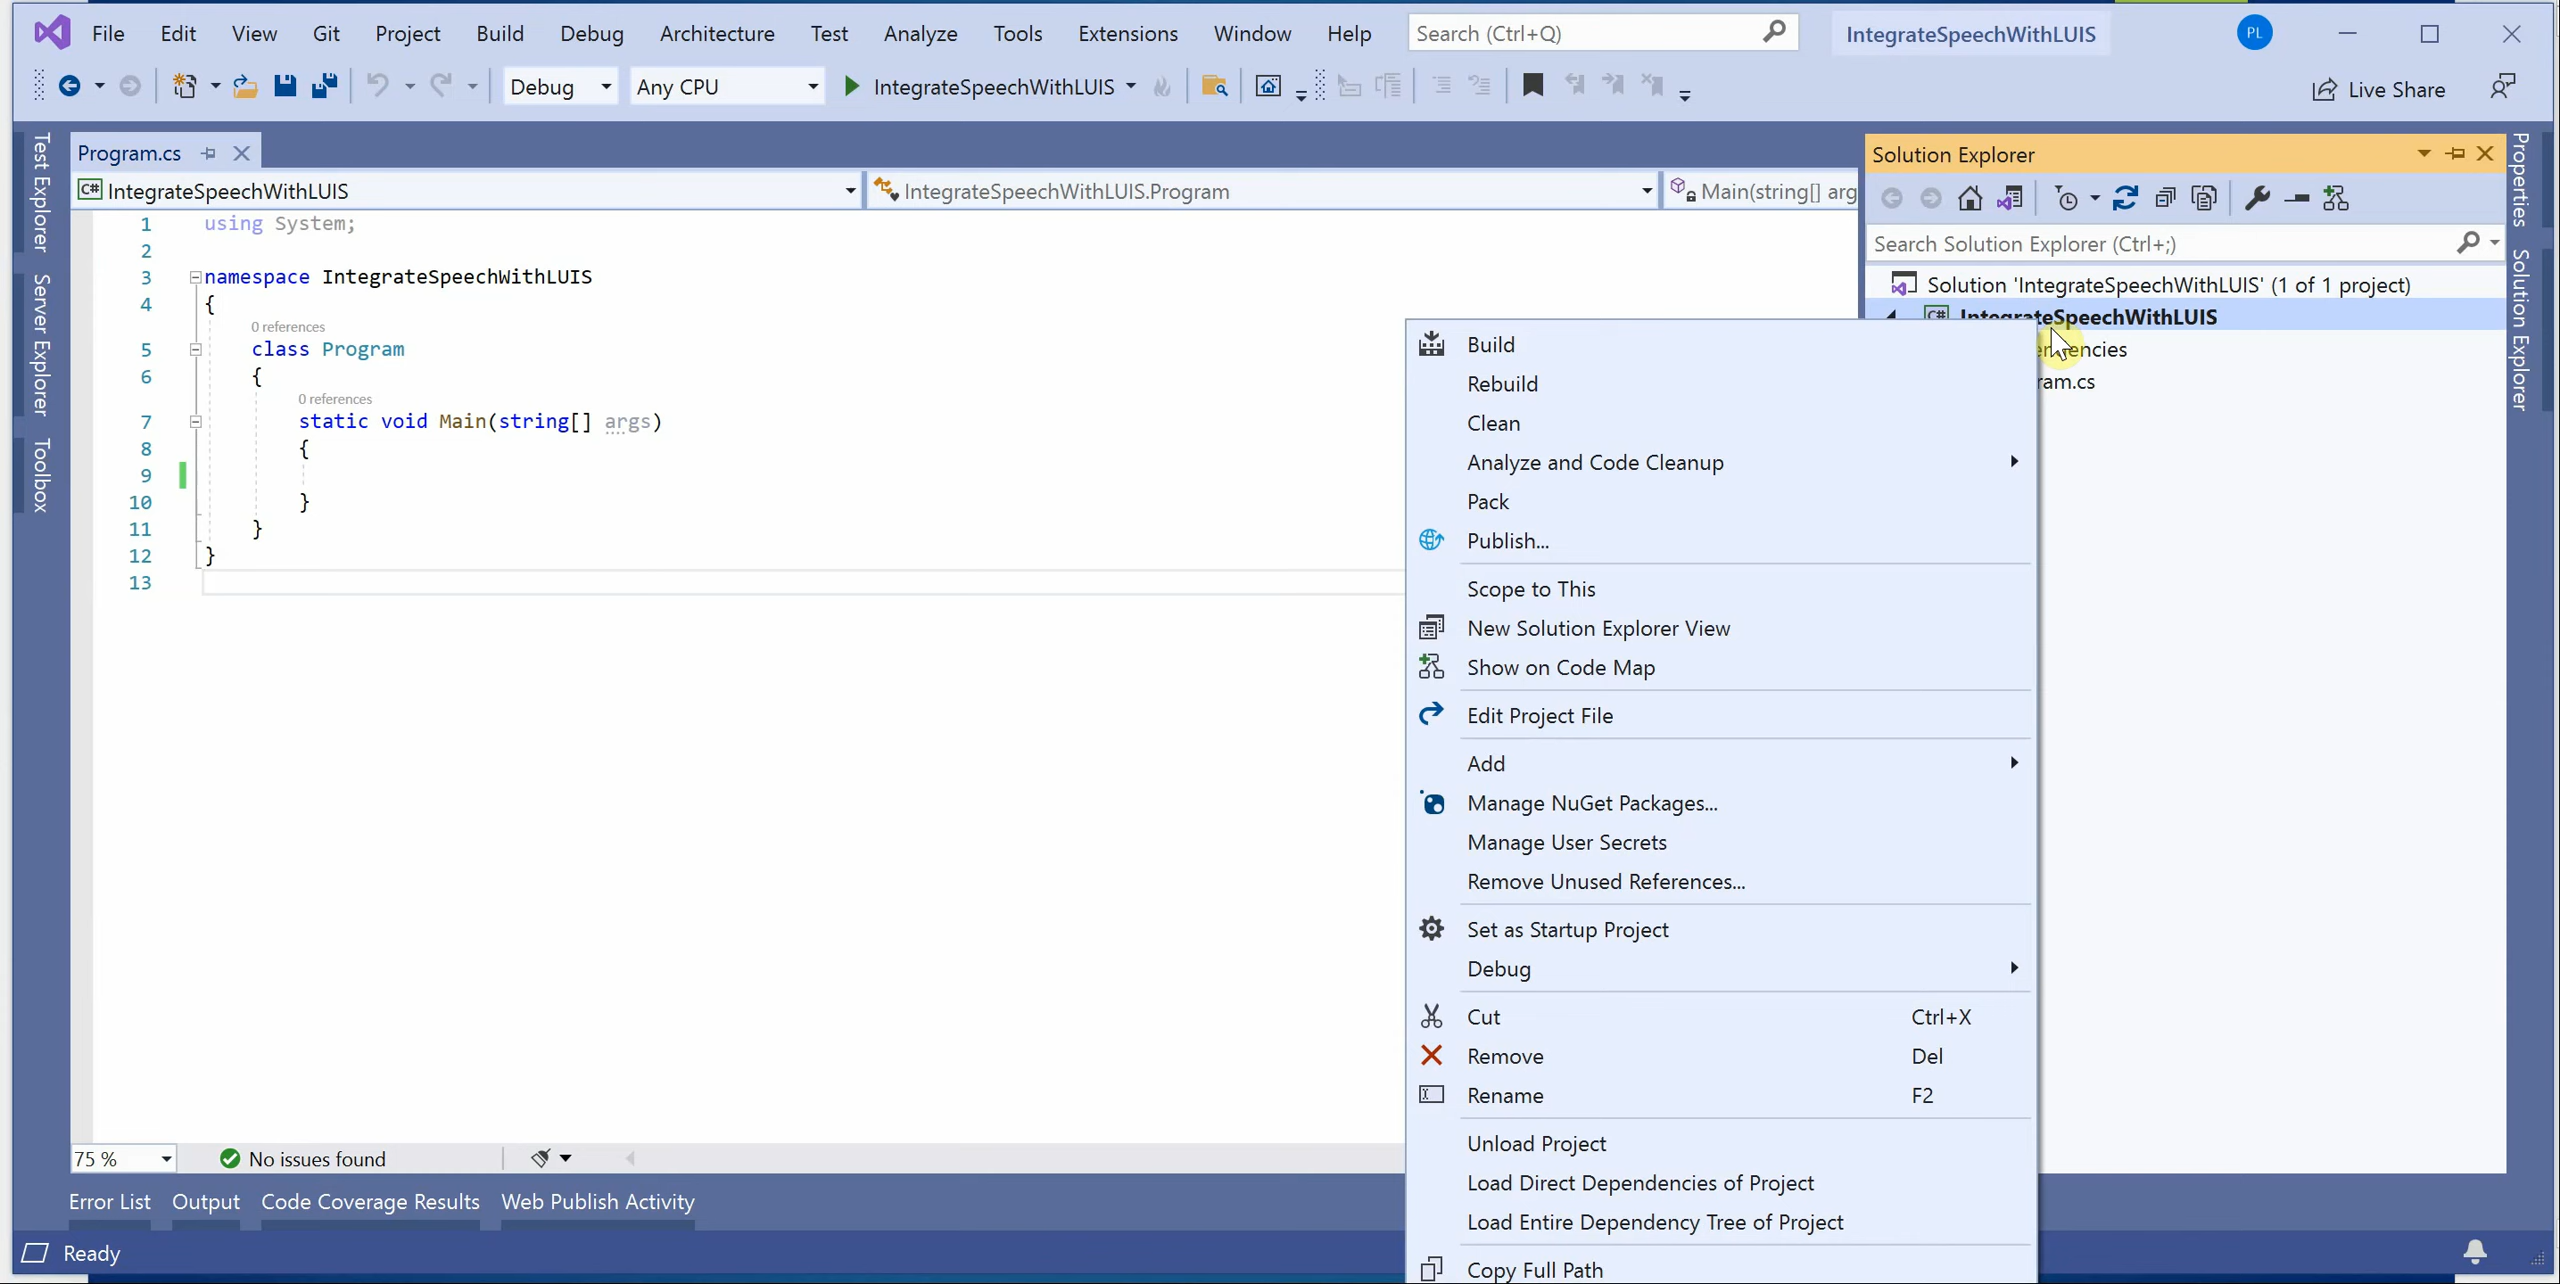 File Edit View Git Project Build Debug Architecture Test Analyze Tools Extensions Window Help Search (Ctrl+Q) IntegrateSpeechWithLUIS PL
Debug Any CPU IntegrateSpeechWithLUIS Live Share
Test Explorer
Server Explorer
Toolbox
Program.cs
C# IntegrateSpeechWithLUIS IntegrateSpeechWithLUIS.Program Main(string[] arg
1 using System;
2
3 namespace IntegrateSpeechWithLUIS
4 {
0 references
5 class Program
6 {
0 references
7 static void Main(string[] args)
8 {
9
10 }
11 }
12 }
13
75 % No issues found
Solution Explorer
Search Solution Explorer (Ctrl+;)
Solution 'IntegrateSpeechWithLUIS' (1 of 1 project)
C# IntegrateSpeechWithLUIS
encies
ram.cs
Properties
Solution Explorer
Build
Rebuild
Clean
Analyze and Code Cleanup
Pack
Publish...
Scope to This
New Solution Explorer View
Show on Code Map
Edit Project File
Add
Manage NuGet Packages...
Manage User Secrets
Remove Unused References...
Set as Startup Project
Debug
Cut Ctrl+X
Remove Del
Rename F2
Unload Project
Load Direct Dependencies of Project
Load Entire Dependency Tree of Project
Copy Full Path
Error List Output Code Coverage Results Web Publish Activity
Ready